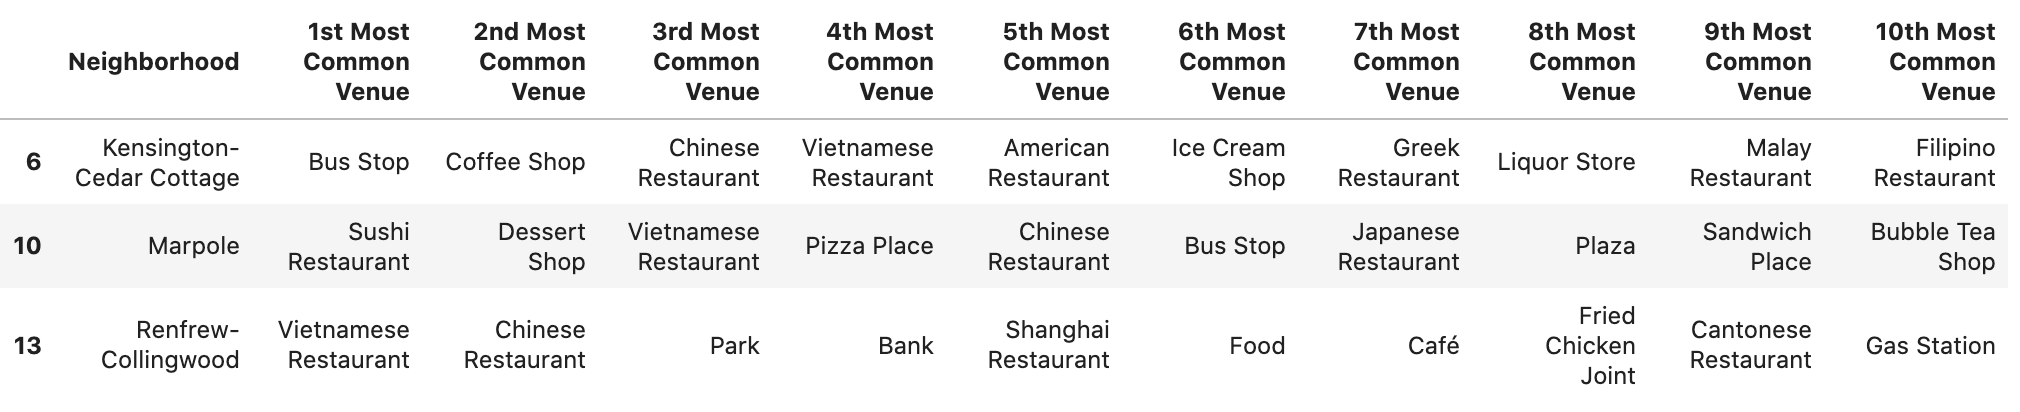 Neighborhood 1st Most Common Venue 2nd Most Common Venue 3rd Most Common Venue 4th Most Common Venue 5th Most Common Venue 6th Most Common Venue 7th Most Common Venue 8th Most Common Venue 9th Most Common Venue 10th Most Common Venue
6 Kensington-Cedar Cottage Bus Stop Coffee Shop Chinese Restaurant Vietnamese Restaurant American Restaurant Ice Cream Shop Greek Restaurant Liquor Store Malay Restaurant Filipino Restaurant
10 Marpole Sushi Restaurant Dessert Shop Vietnamese Restaurant Pizza Place Chinese Restaurant Bus Stop Japanese Restaurant Plaza Sandwich Place Bubble Tea Shop
13 Renfrew-Collingwood Vietnamese Restaurant Chinese Restaurant Park Bank Shanghai Restaurant Food Café Fried Chicken Joint Cantonese Restaurant Gas Station